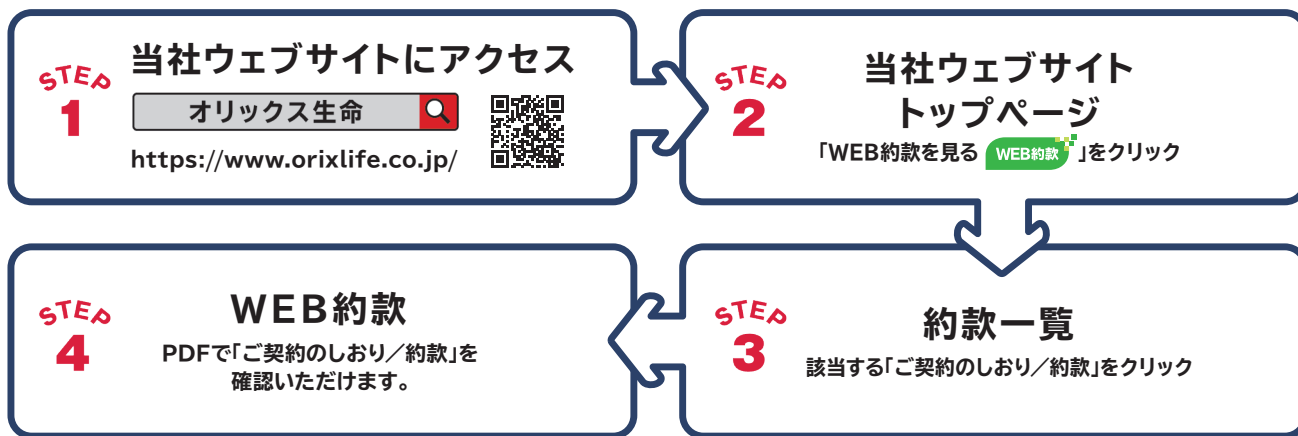 STEP
1
当社ウェブサイトにアクセス
オリックス生命
https://www.orixlife.co.jp/
STEP
2
当社ウェブサイト
トップページ
「WEB約款を見る WEB約款 」をクリック
STEP
3
約款一覧
該当する「ご契約のしおり／約款」をクリック
STEP
4
WEB約款
PDFで「ご契約のしおり／約款」を
確認いただけます。